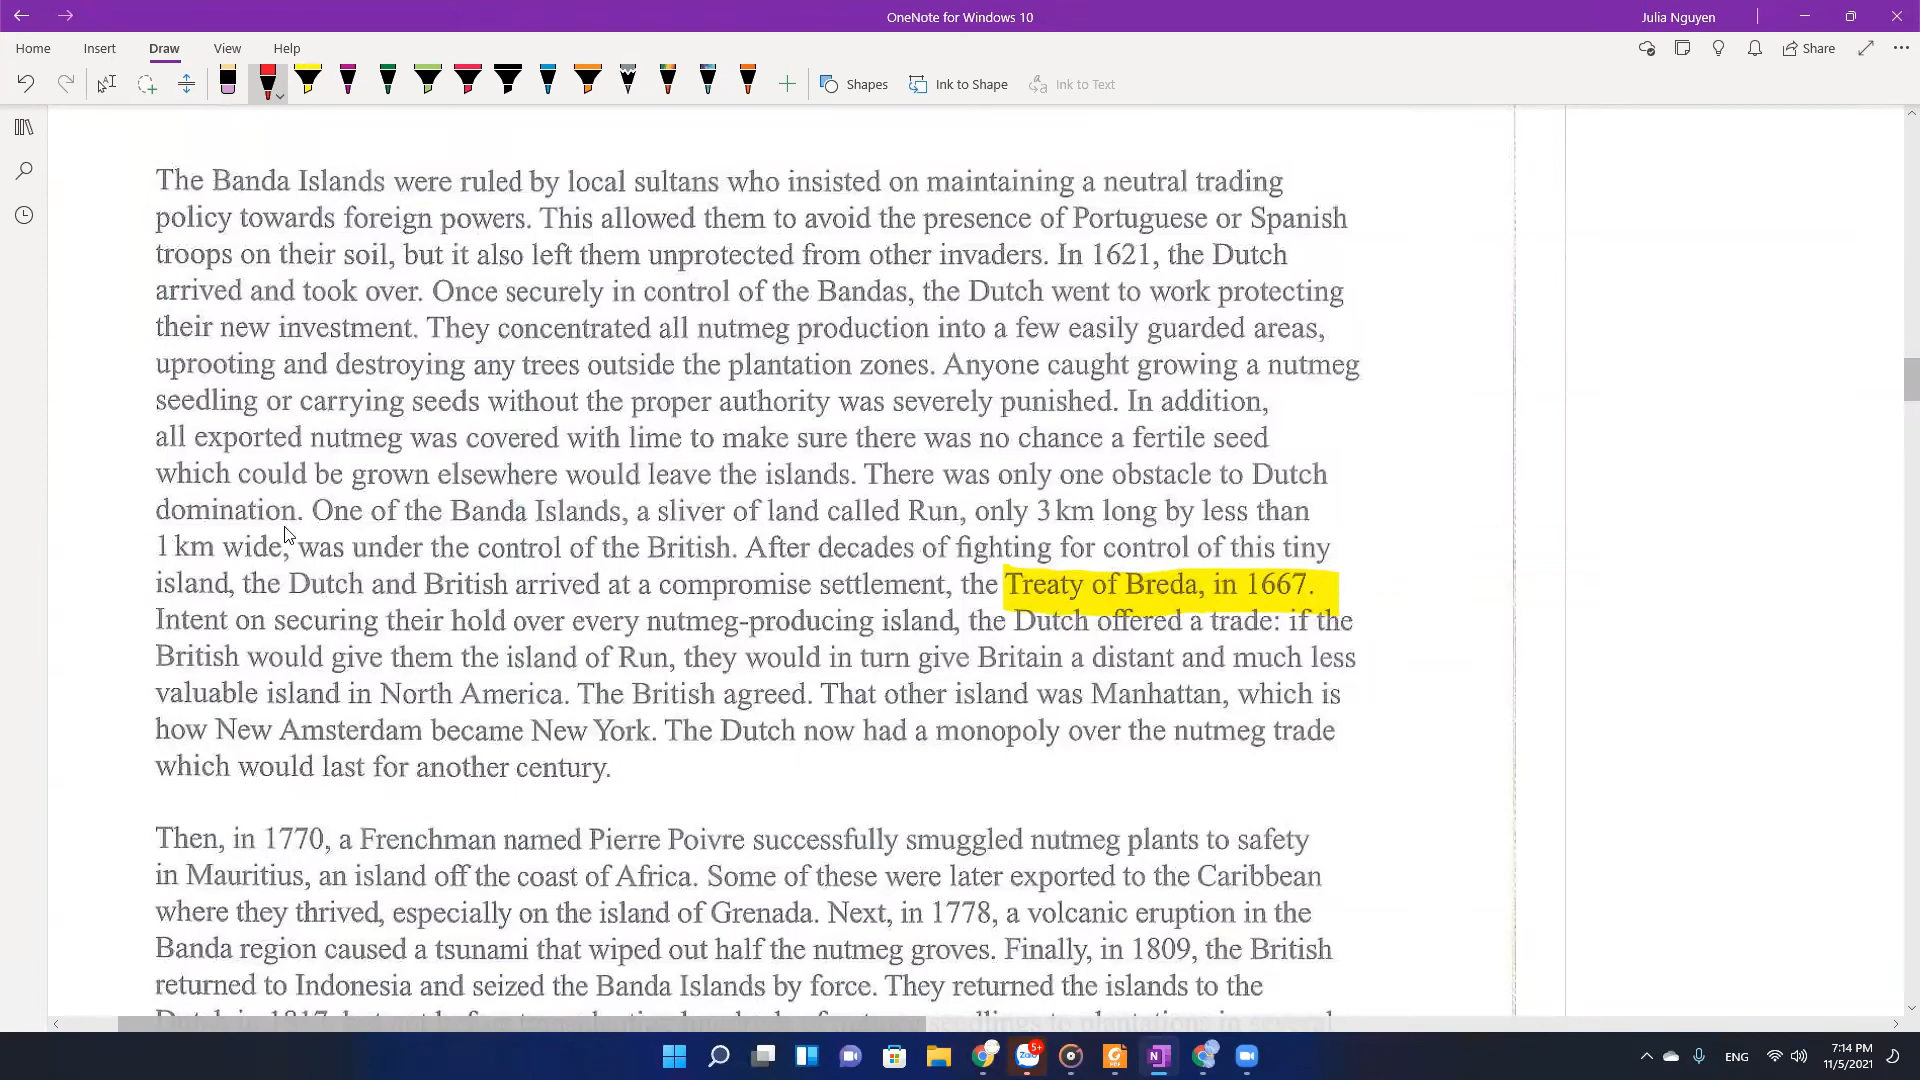 OneNote for Windows 10
Julia Nguyen
Home Insert Draw View Help
Share
Shapes Ink to Shape Ink to Text
The Banda Islands were ruled by local sultans who insisted on maintaining a neutral trading
policy towards foreign powers. This allowed them to avoid the presence of Portuguese or Spanish
troops on their soil, but it also left them unprotected from other invaders. In 1621, the Dutch
arrived and took over. Once securely in control of the Bandas, the Dutch went to work protecting
their new investment. They concentrated all nutmeg production into a few easily guarded areas,
uprooting and destroying any trees outside the plantation zones. Anyone caught growing a nutmeg
seedling or carrying seeds without the proper authority was severely punished. In addition,
all exported nutmeg was covered with lime to make sure there was no chance a fertile seed
which could be grown elsewhere would leave the islands. There was only one obstacle to Dutch
domination. One of the Banda Islands, a sliver of land called Run, only 3 km long by less than
1 km wide, was under the control of the British. After decades of fighting for control of this tiny
island, the Dutch and British arrived at a compromise settlement, the Treaty of Breda, in 1667.
Intent on securing their hold over every nutmeg-producing island, the Dutch offered a trade: if the
British would give them the island of Run, they would in turn give Britain a distant and much less
valuable island in North America. The British agreed. That other island was Manhattan, which is
how New Amsterdam became New York. The Dutch now had a monopoly over the nutmeg trade
which would last for another century.
Then, in 1770, a Frenchman named Pierre Poivre successfully smuggled nutmeg plants to safety
in Mauritius, an island off the coast of Africa. Some of these were later exported to the Caribbean
where they thrived, especially on the island of Grenada. Next, in 1778, a volcanic eruption in the
Banda region caused a tsunami that wiped out half the nutmeg groves. Finally, in 1809, the British
returned to Indonesia and seized the Banda Islands by force. They returned the islands to the
Dutch in 1817, but not before transplanting hundreds of nutmeg seedlings to plantations in several
Zalo 5+
ENG
7:14 PM
11/5/2021